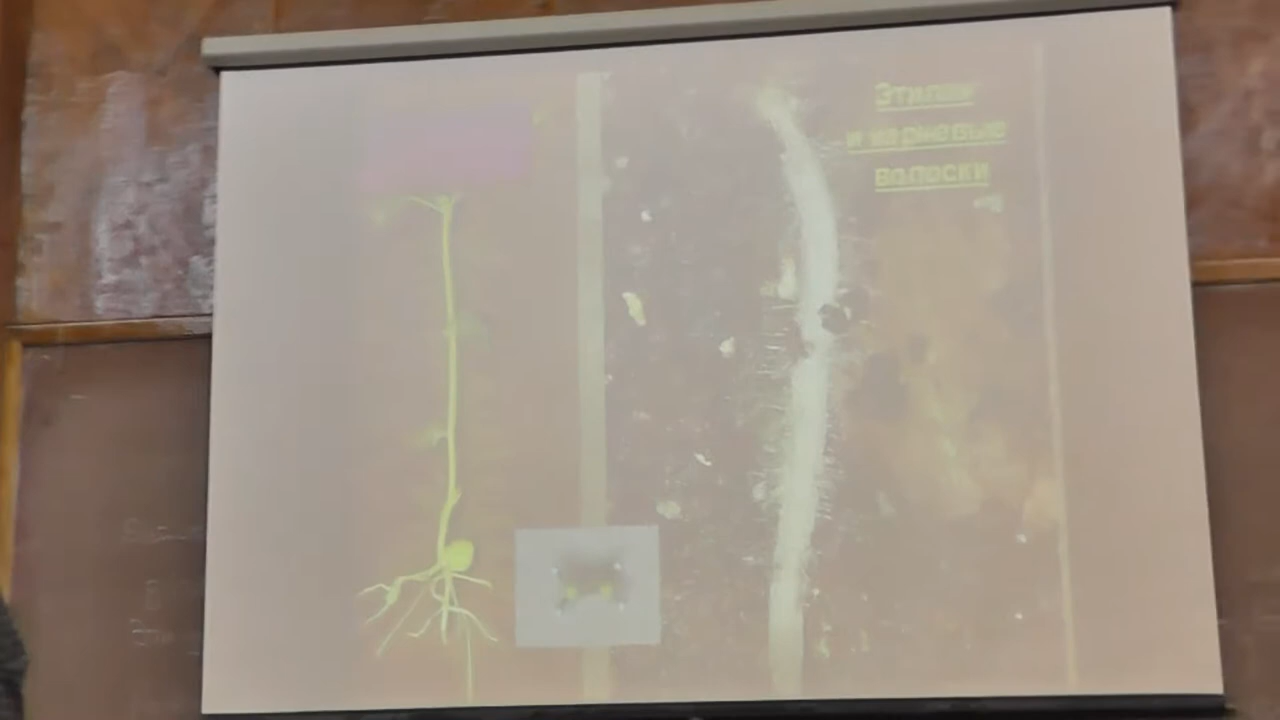 Этилен
и корневые
волоски